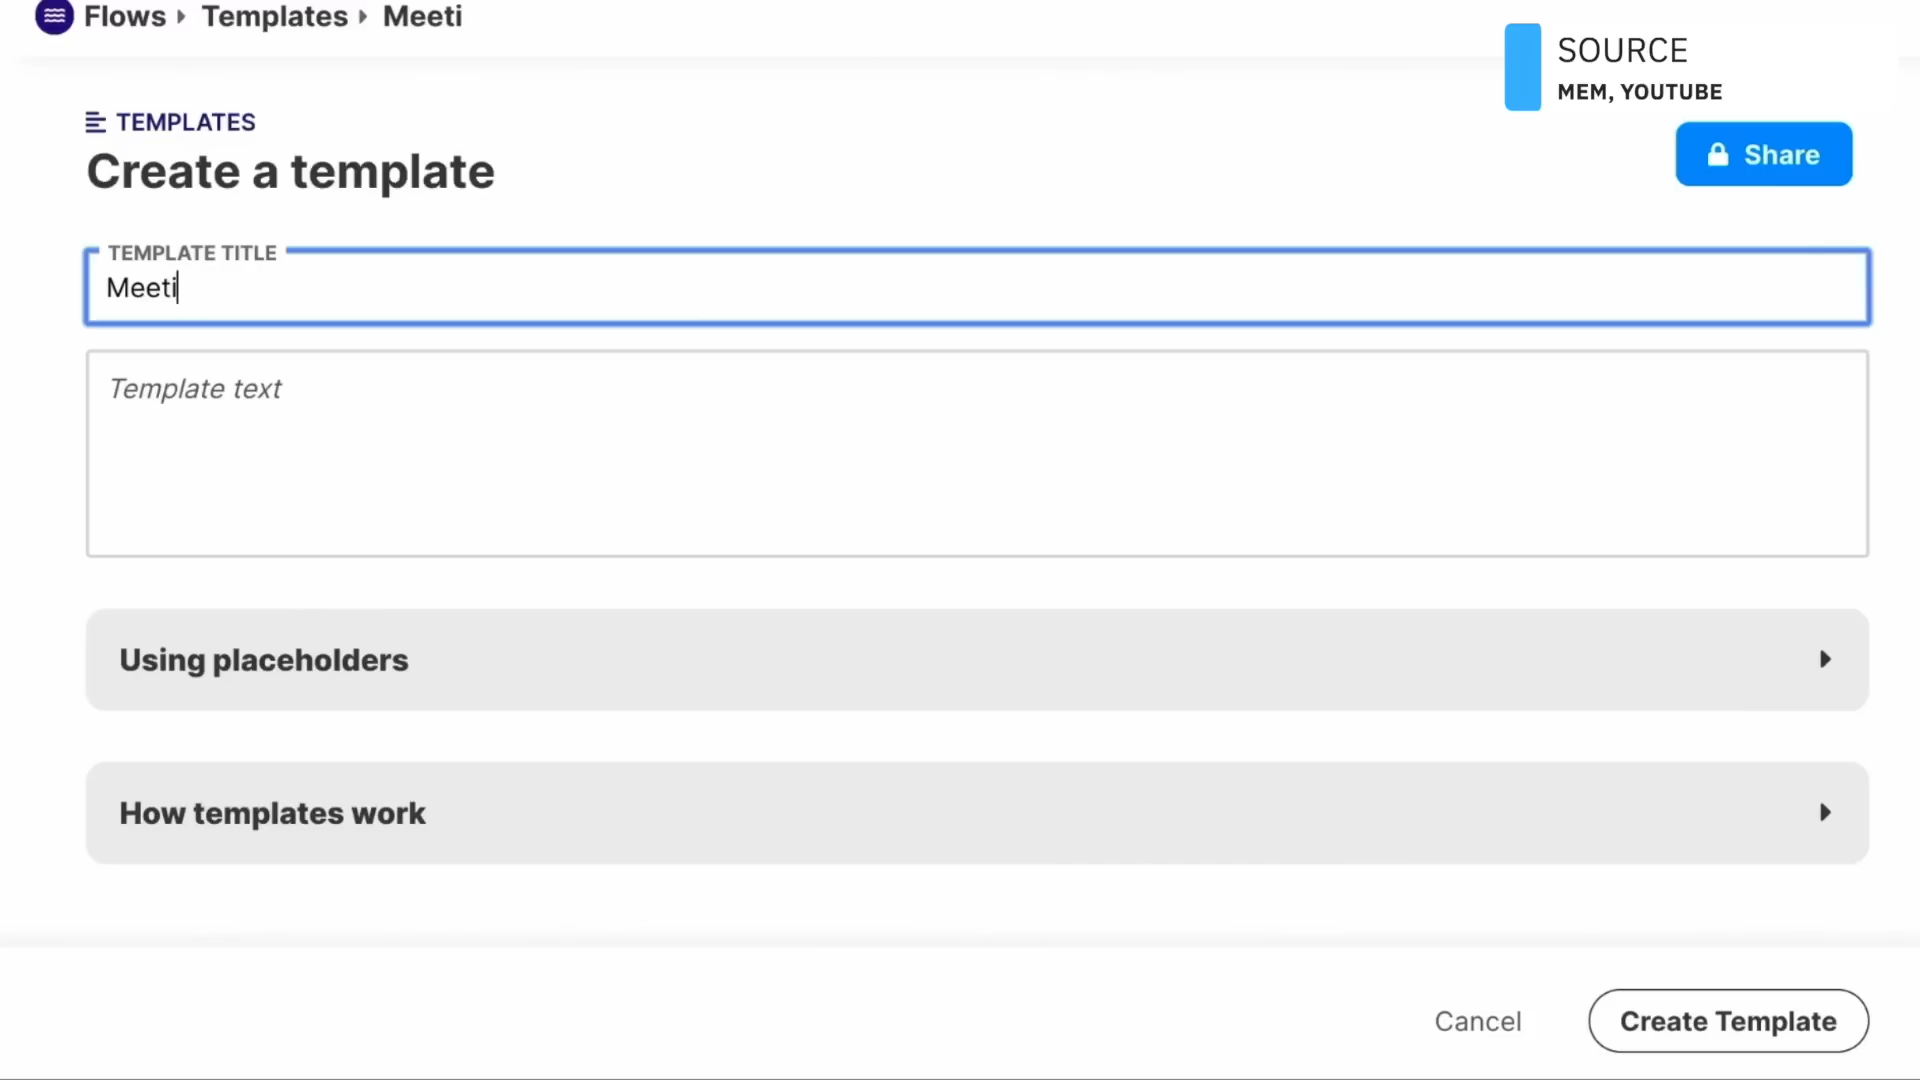 Flows Templates Meeti
SOURCE
MEM, YOUTUBE
TEMPLATES
Create a template
Share
TEMPLATE TITLE
Meeti
Template text
Using placeholders
How templates work
Cancel
Create Template